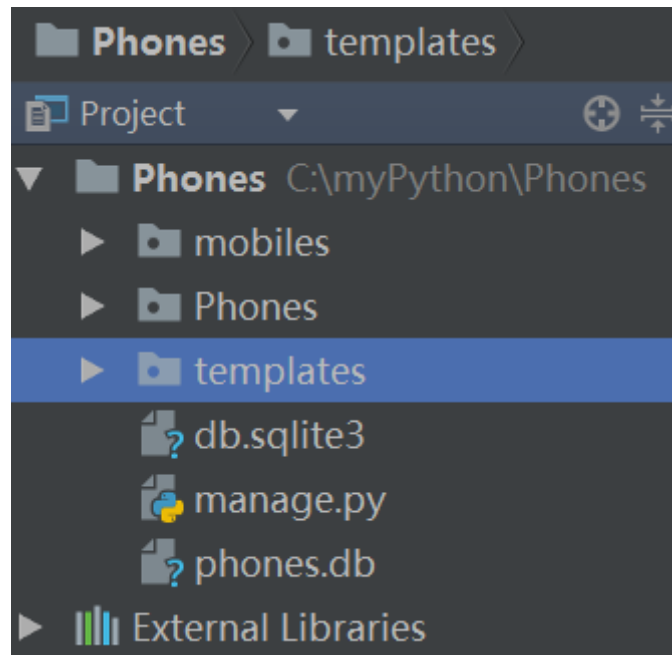 Phones templates
Project
Phones C:\myPython\Phones
mobiles
Phones
templates
db.sqlite3
manage.py
phones.db
External Libraries